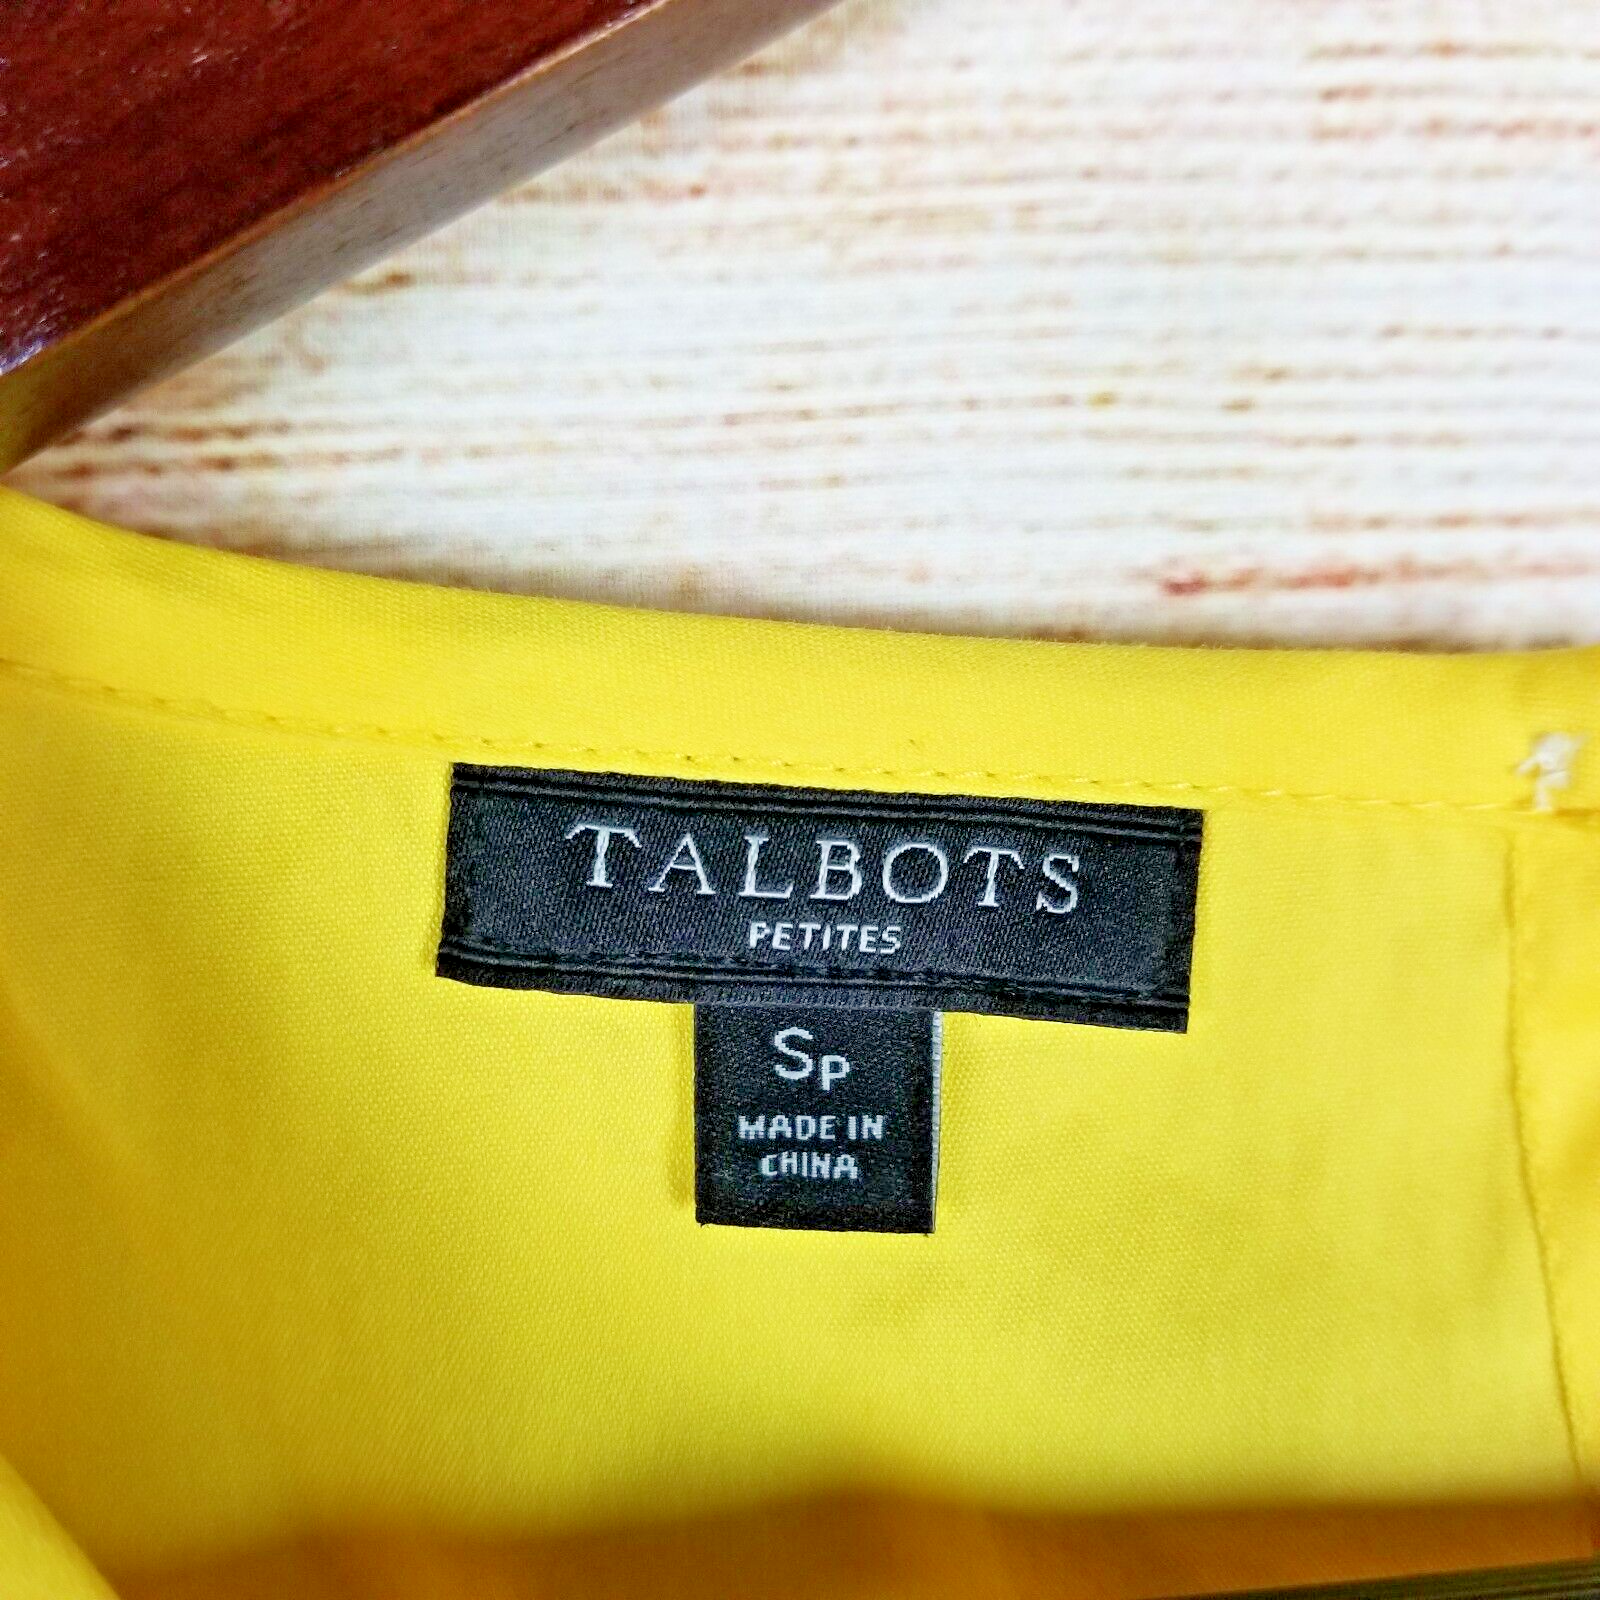 TALBOTS
PETITES
SP
MADE IN
CHINA